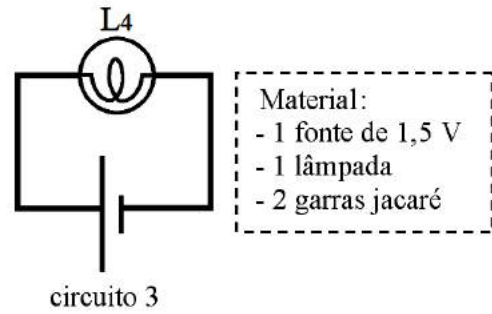 L4
Material:
- 1 fonte de 1,5 V
- 1 lâmpada
- 2 garras jacaré
circuito 3